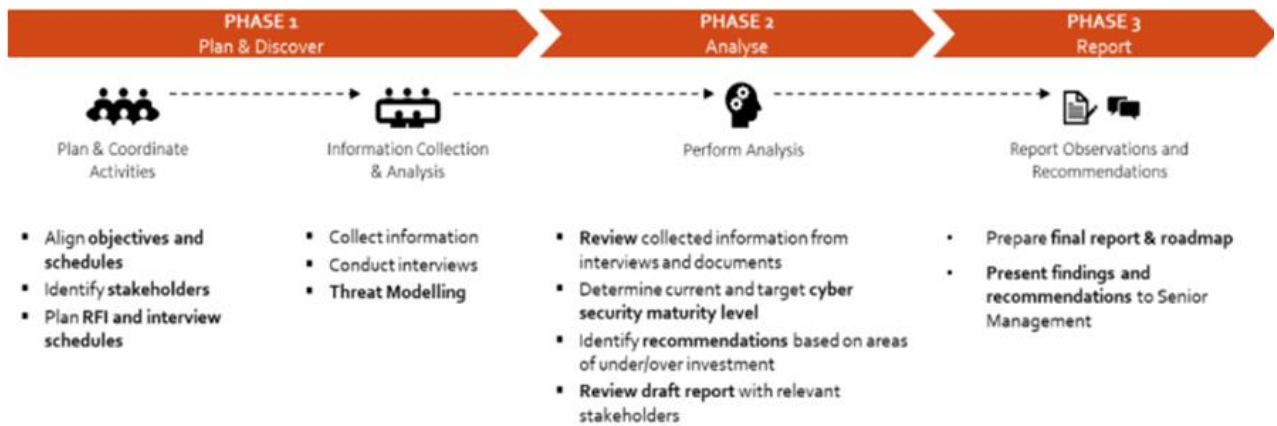 PHASE 1
Plan & Discover
PHASE 2
Analyse
PHASE 3
Report
Plan & Coordinate
Activities
Information Collection
& Analysis
Perform Analysis
Report Observations and
Recommendations
▪ Align objectives and
schedules
▪ Identify stakeholders
▪ Plan RFI and interview
schedules
▪ Collect information
▪ Conduct interviews
▪ Threat Modelling
▪ Review collected information from
interviews and documents
▪ Determine current and target cyber
security maturity level
▪ Identify recommendations based on areas
of under/over investment
▪ Review draft report with relevant
stakeholders
• Prepare final report & roadmap
• Present findings and
recommendations to Senior
Management